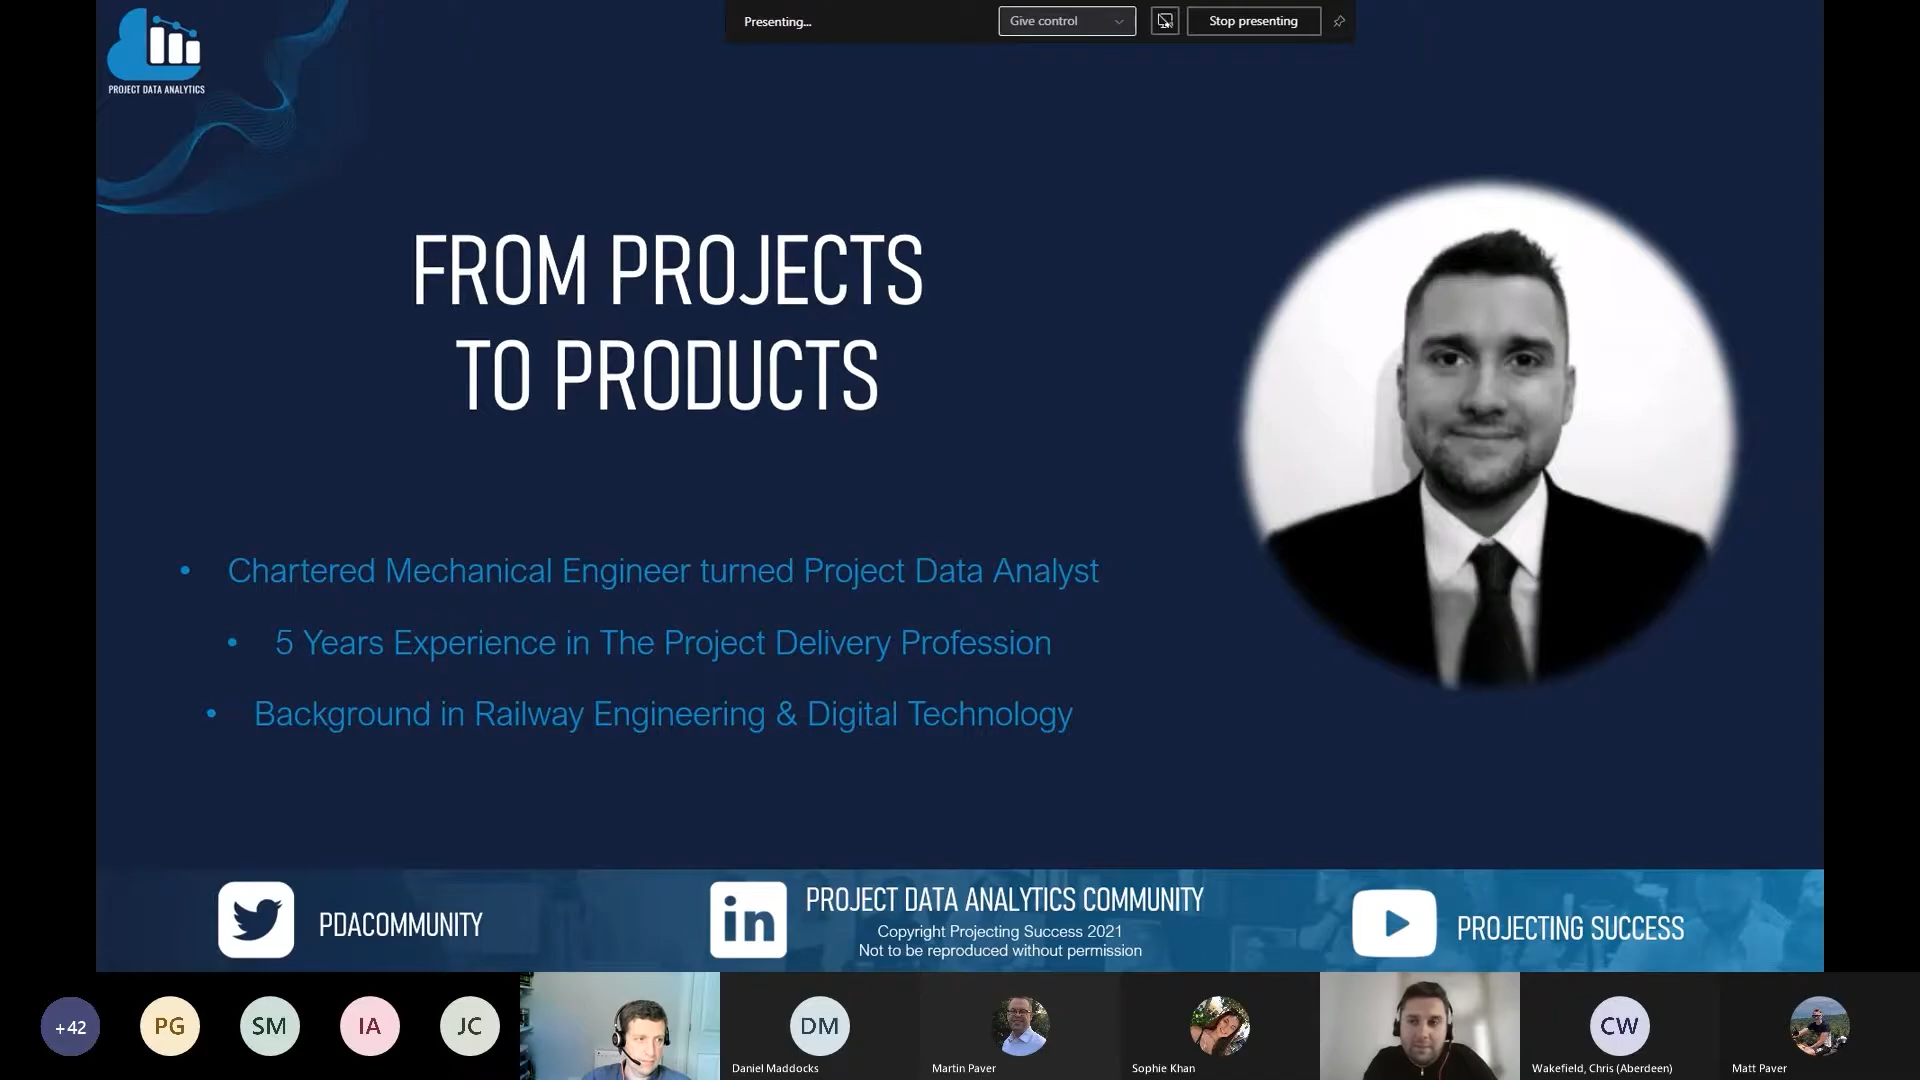 Presenting...
Give control
Stop presenting
PROJECT DATA ANALYTICS
FROM PROJECTS
TO PRODUCTS
• Chartered Mechanical Engineer turned Project Data Analyst
• 5 Years Experience in The Project Delivery Profession
• Background in Railway Engineering & Digital Technology
PDACOMMUNITY
in
PROJECT DATA ANALYTICS COMMUNITY
Copyright Projecting Success 2021
Not to be reproduced without permission
PROJECTING SUCCESS
+42
PG
SM
IA
JC
DM
Daniel Maddocks
Martin Paver
Sophie Khan
CW
Wakefield, Chris (Aberdeen)
Matt Paver